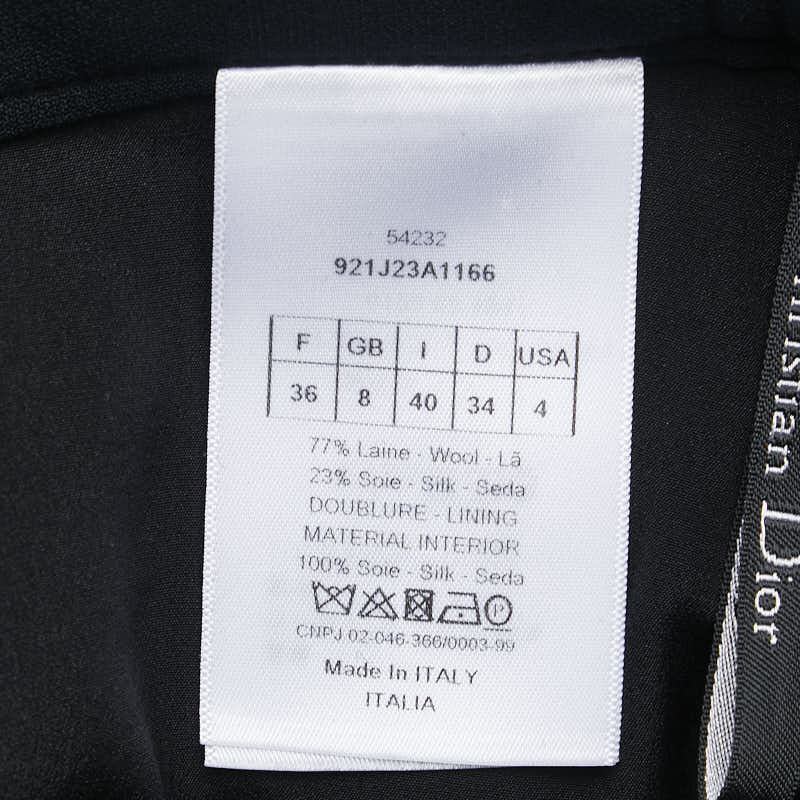 54232
921J23A1166
F GB I D USA
36 8 40 34 4
77% Laine - Wool - Lã
23% Soie - Silk - Seda
DOUBLURE - LINING
MATERIAL INTERIOR
100% Soie - Silk - Seda
P
CNPJ 02-046-366/0003-99
Made In ITALY
ITALIA
Dior